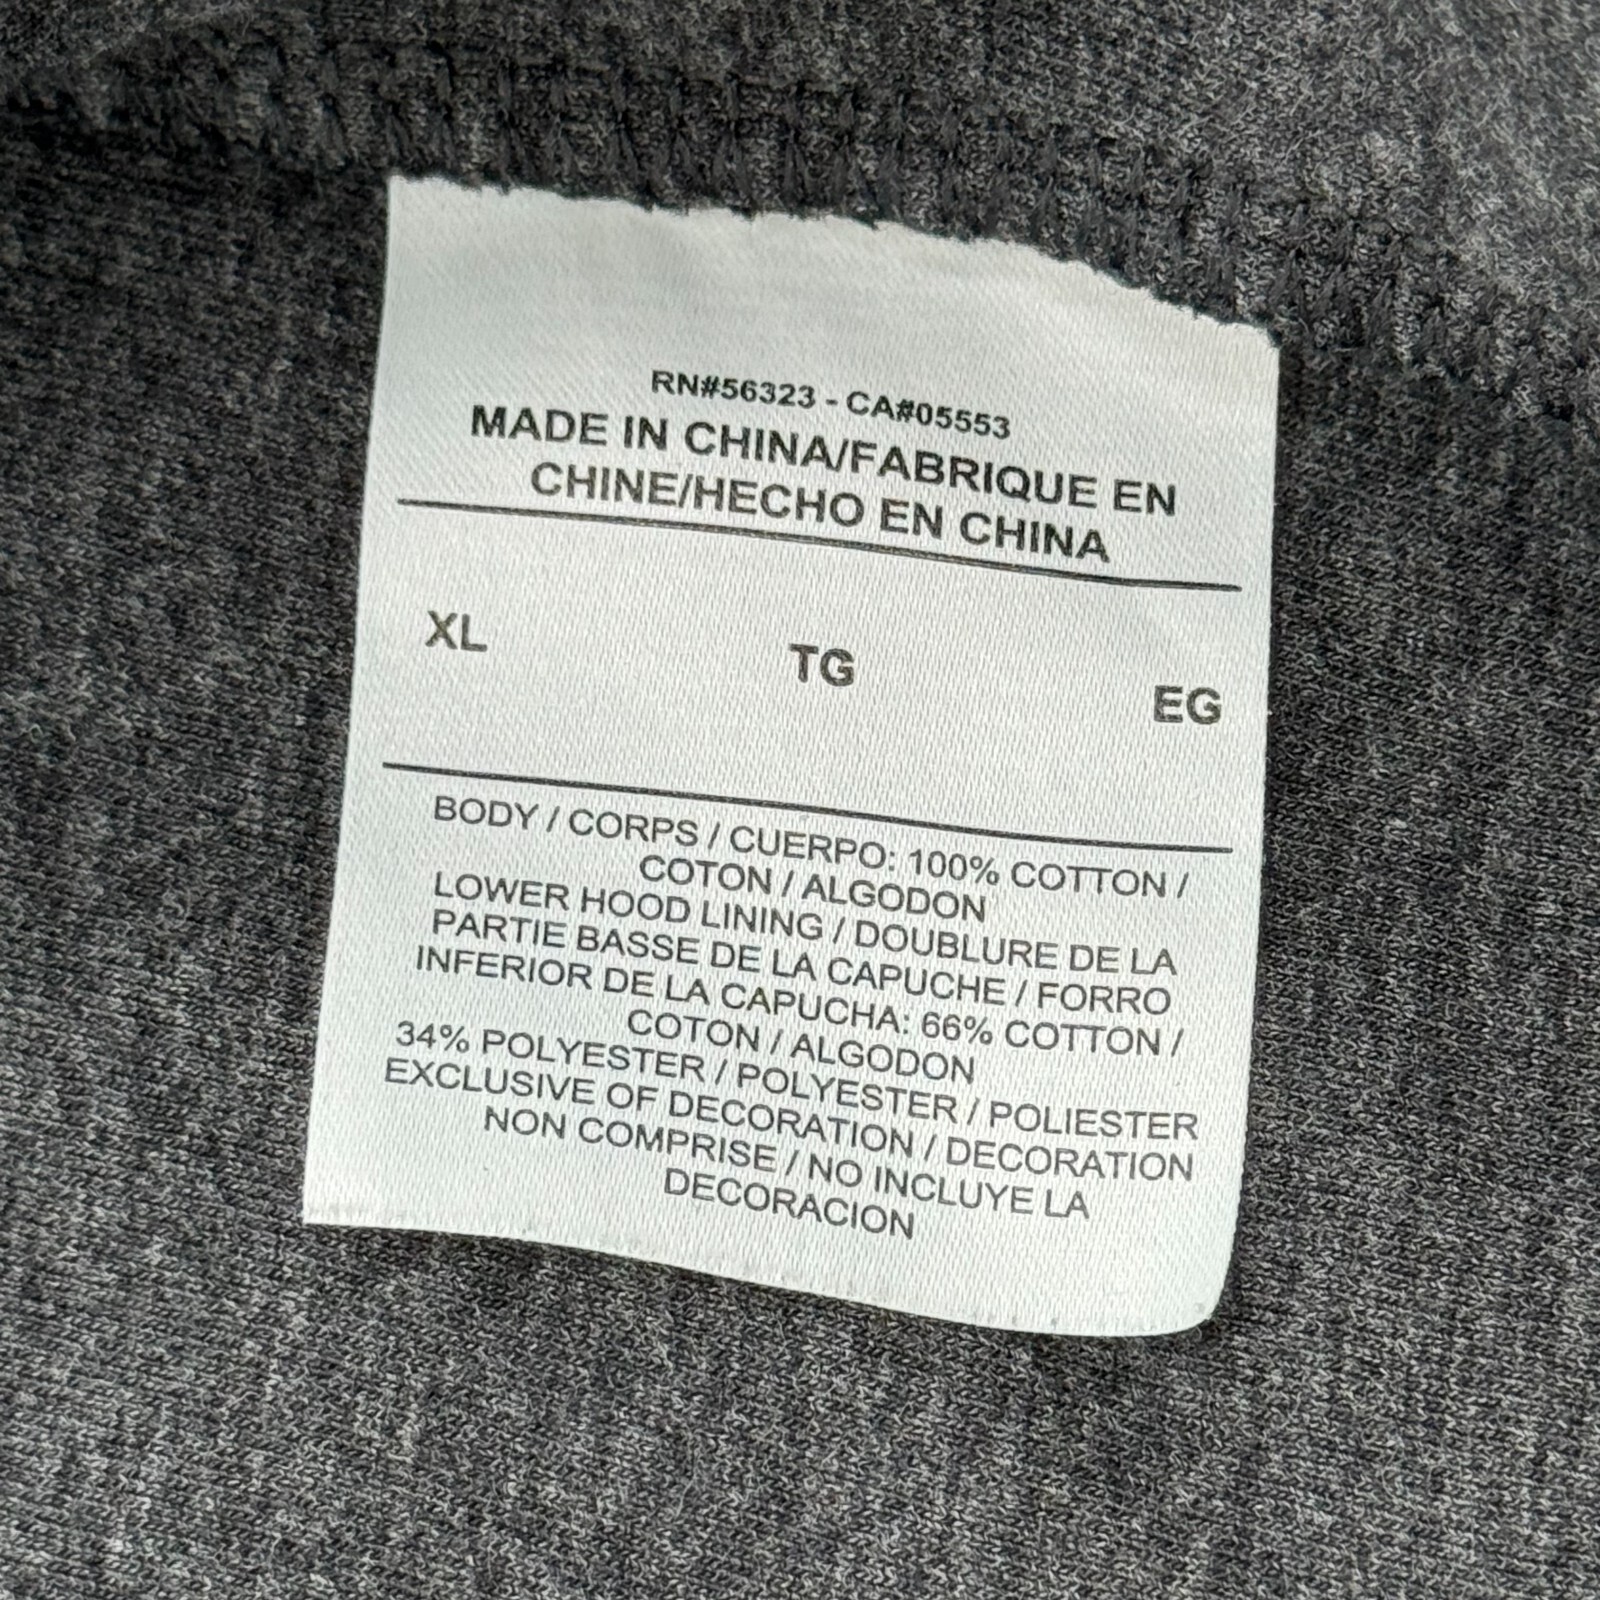 RN#56323 - CA#05553
MADE IN CHINA/FABRIQUE EN
CHINE/HECHO EN CHINA
XL TG EG
BODY / CORPS / CUERPO: 100% COTTON /
COTON / ALGODON
LOWER HOOD LINING / DOUBLURE DE LA
PARTIE BASSE DE LA CAPUCHE / FORRO
INFERIOR DE LA CAPUCHA: 66% COTTON /
COTON / ALGODON
34% POLYESTER / POLYESTER / POLIESTER
EXCLUSIVE OF DECORATION / DECORATION
NON COMPRISE / NO INCLUYE LA
DECORACION